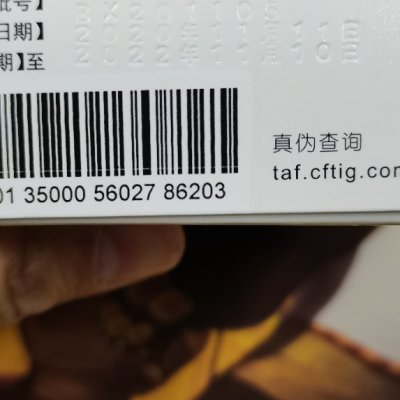 批号】 BX201105
日期】 2020年11月11日
期】至 2022年11月10日
真伪查询
taf.cftig.com
01 35000 56027 86203